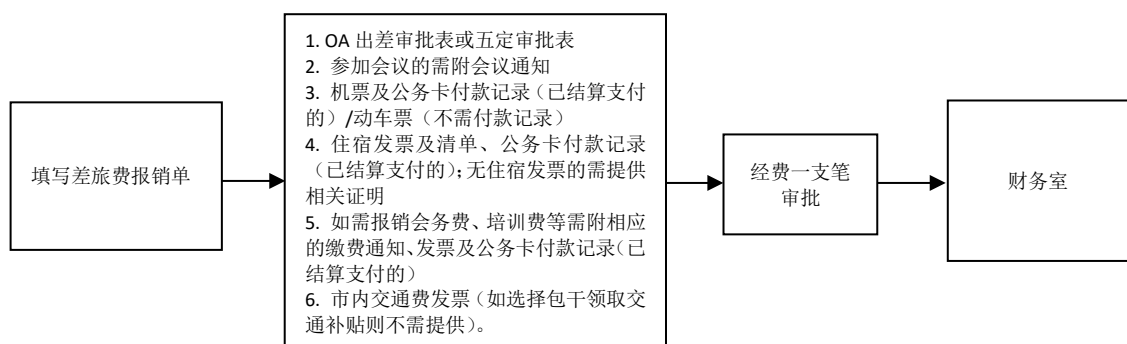 填写差旅费报销单
1. OA 出差审批表或五定审批表
2. 参加会议的需附会议通知
3. 机票及公务卡付款记录（已结算支付
的）/动车票（不需付款记录）
4. 住宿发票及清单、公务卡付款记录
（已结算支付的）；无住宿发票的需提供
相关证明
5. 如需报销会务费、培训费等需附相应
的缴费通知、发票及公务卡付款记录（已
结算支付的）
6. 市内交通费发票（如选择包干领取交
通补贴则不需提供）。
经费一支笔
审批
财务室